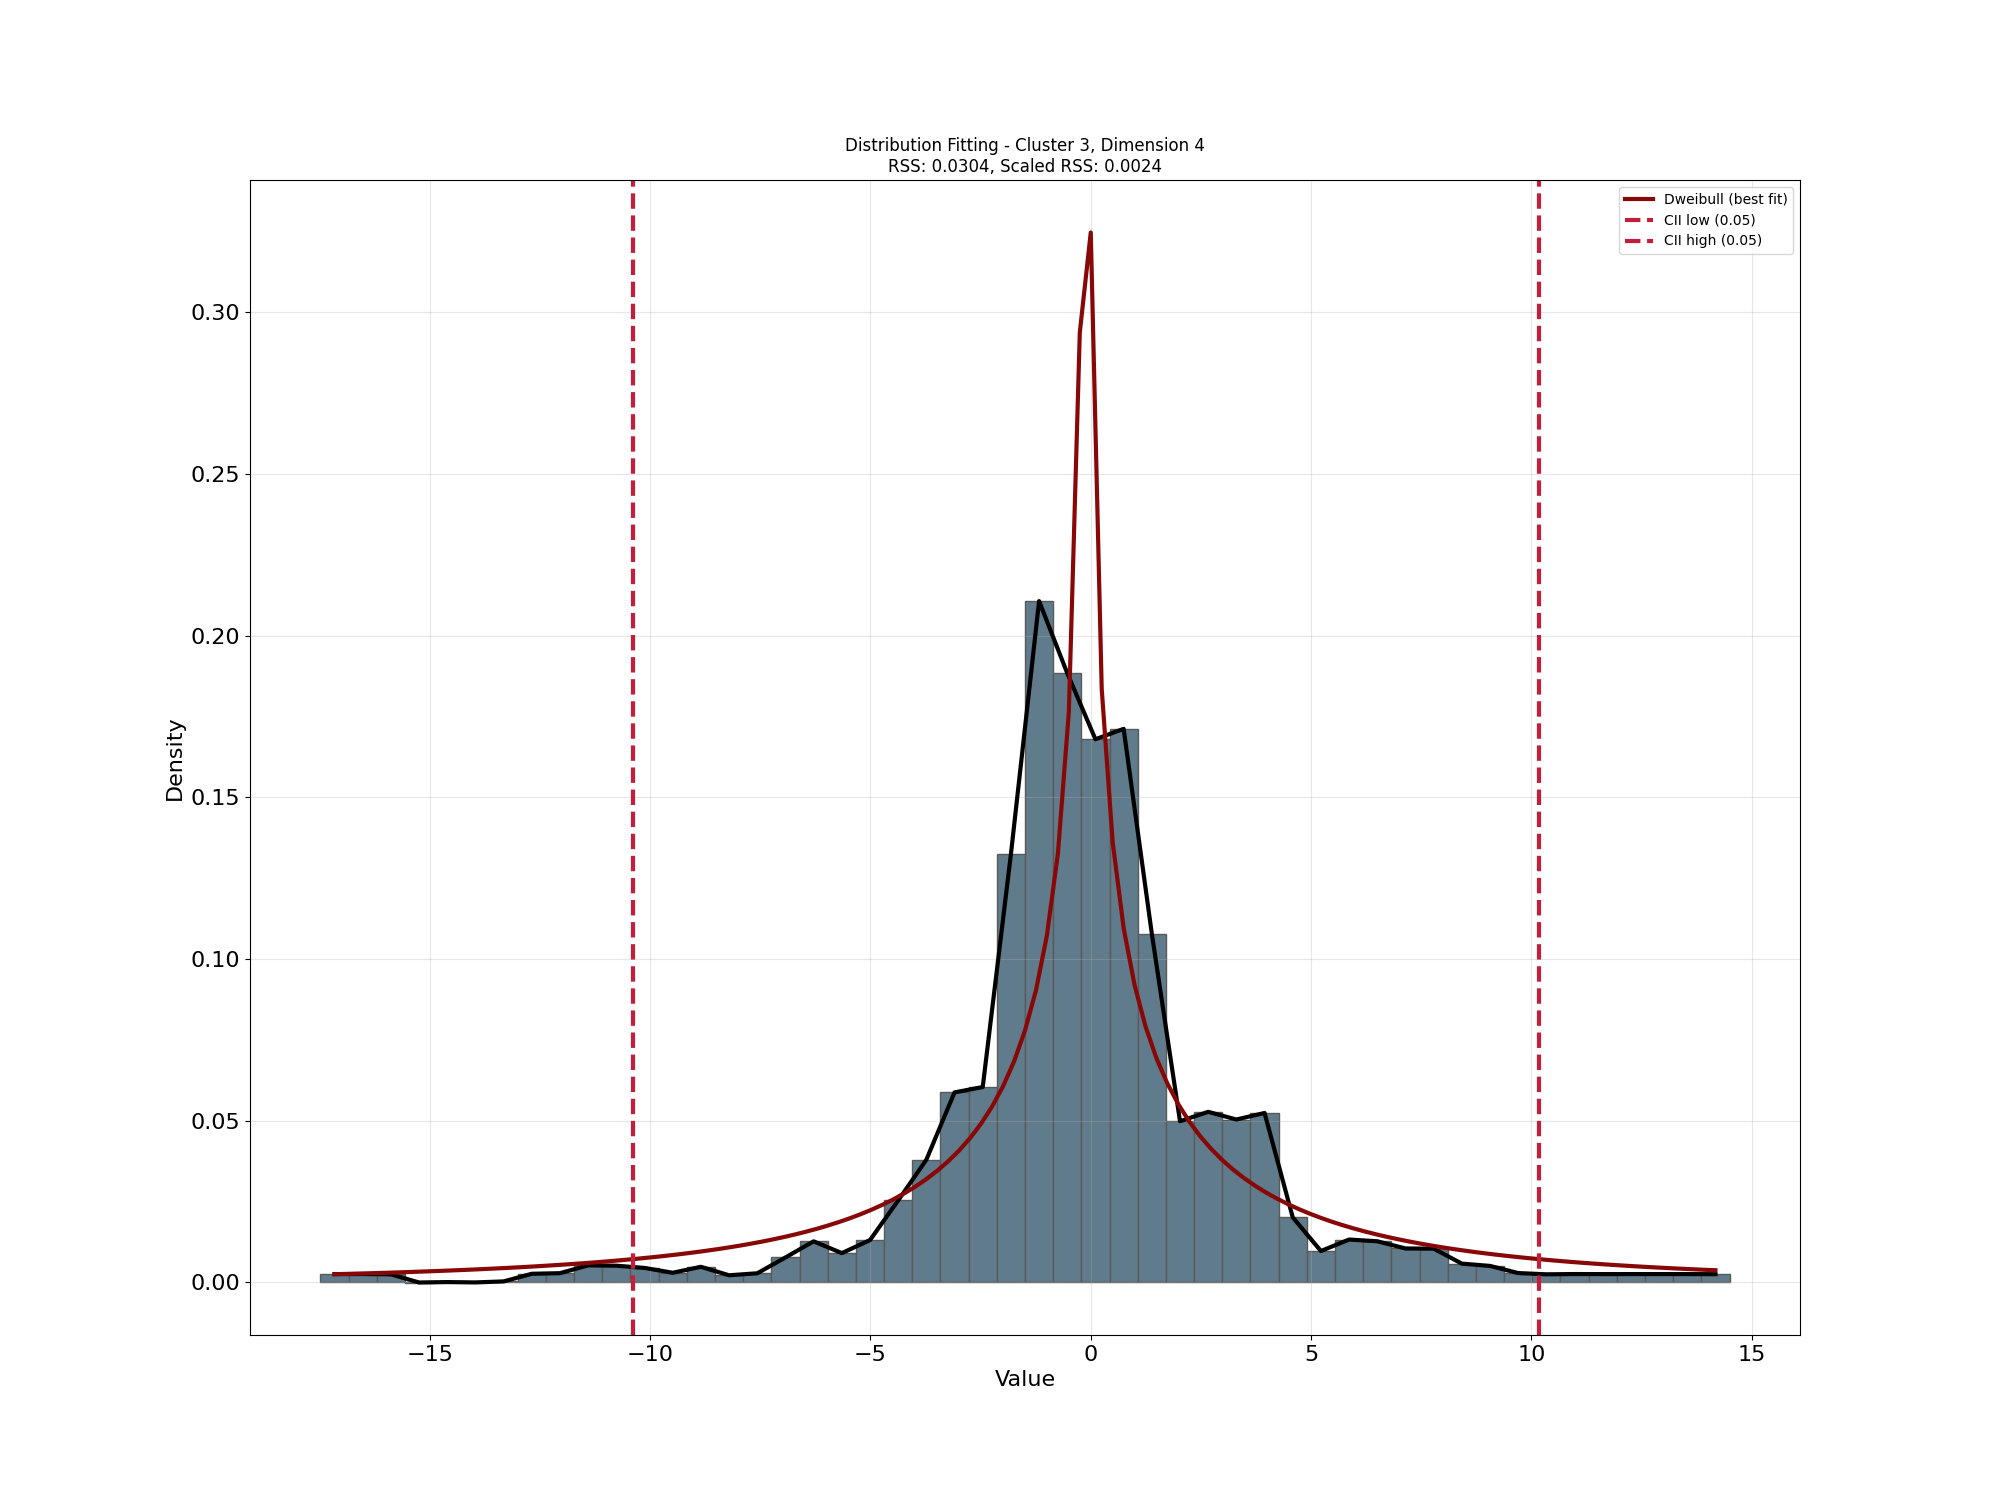 Distribution Fitting - Cluster 3, Dimension 4
RSS: 0.0304, Scaled RSS: 0.0024
Dweibull (best fit)
CII low (0.05)
CII high (0.05)
0.30
0.25
0.20
0.15
0.10
0.05
0.00
Density
−15
−10
−5
0
5
10
15
Value